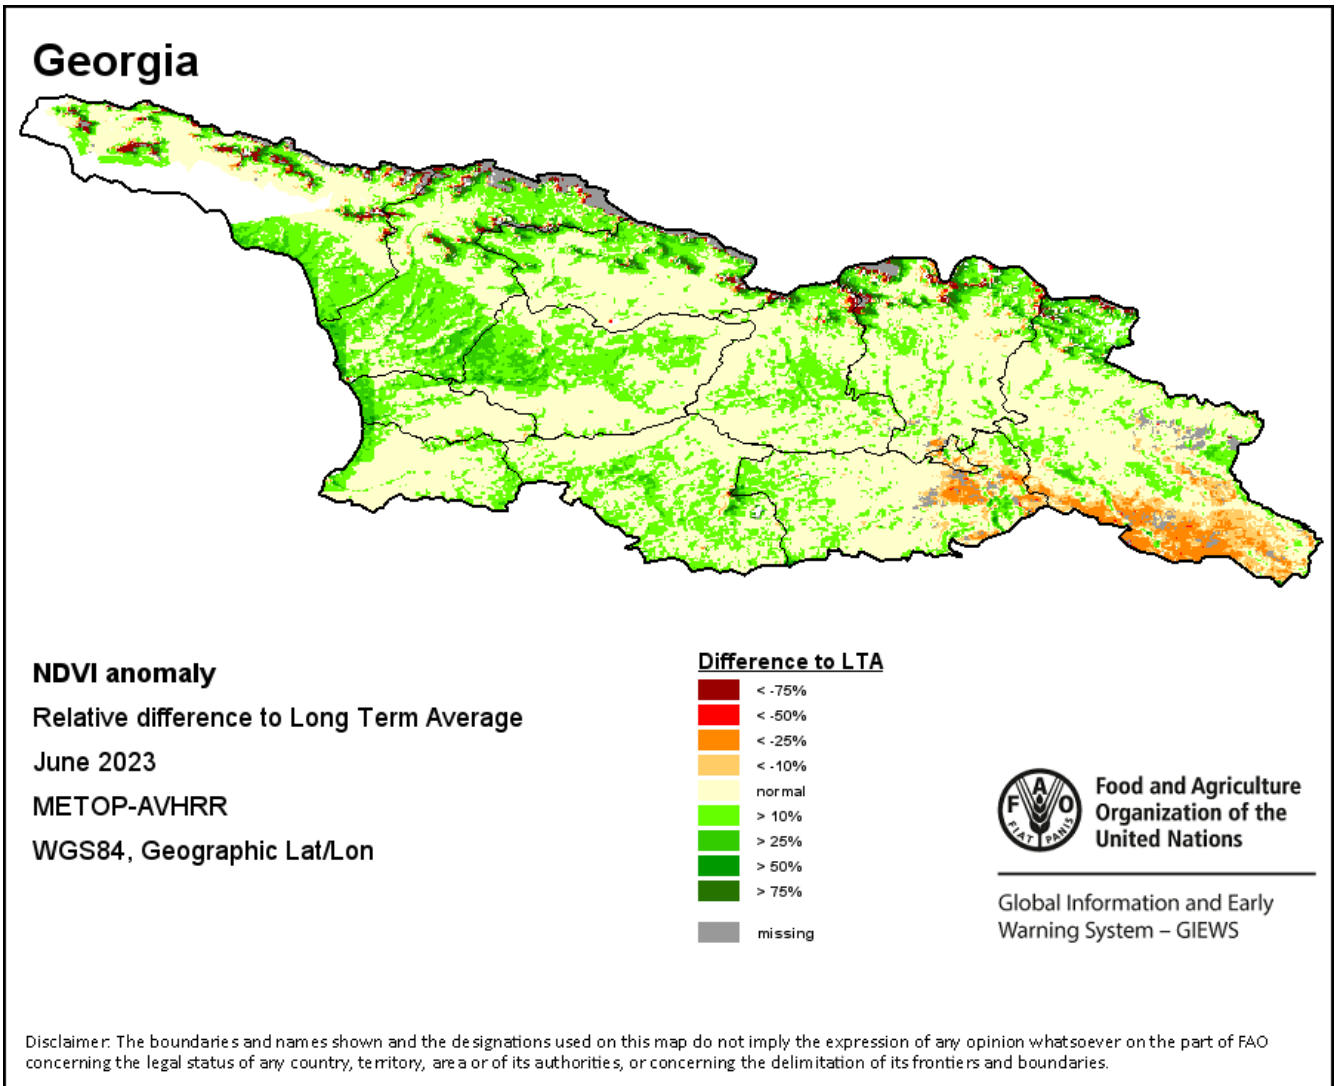 Georgia
NDVI anomaly
Relative difference to Long Term Average
June 2023
METOP-AVHRR
WGS84, Geographic Lat/Lon
Difference to LTA
< -75%
< -50%
< -25%
< -10%
normal
> 10%
> 25%
> 50%
> 75%
missing
F A O
FIAT PANIS
Food and Agriculture
Organization of the
United Nations
Global Information and Early
Warning System – GIEWS
Disclaimer: The boundaries and names shown and the designations used on this map do not imply the expression of any opinion whatsoever on the part of FAO
concerning the legal status of any country, territory, area or of its authorities, or concerning the delimitation of its frontiers and boundaries.